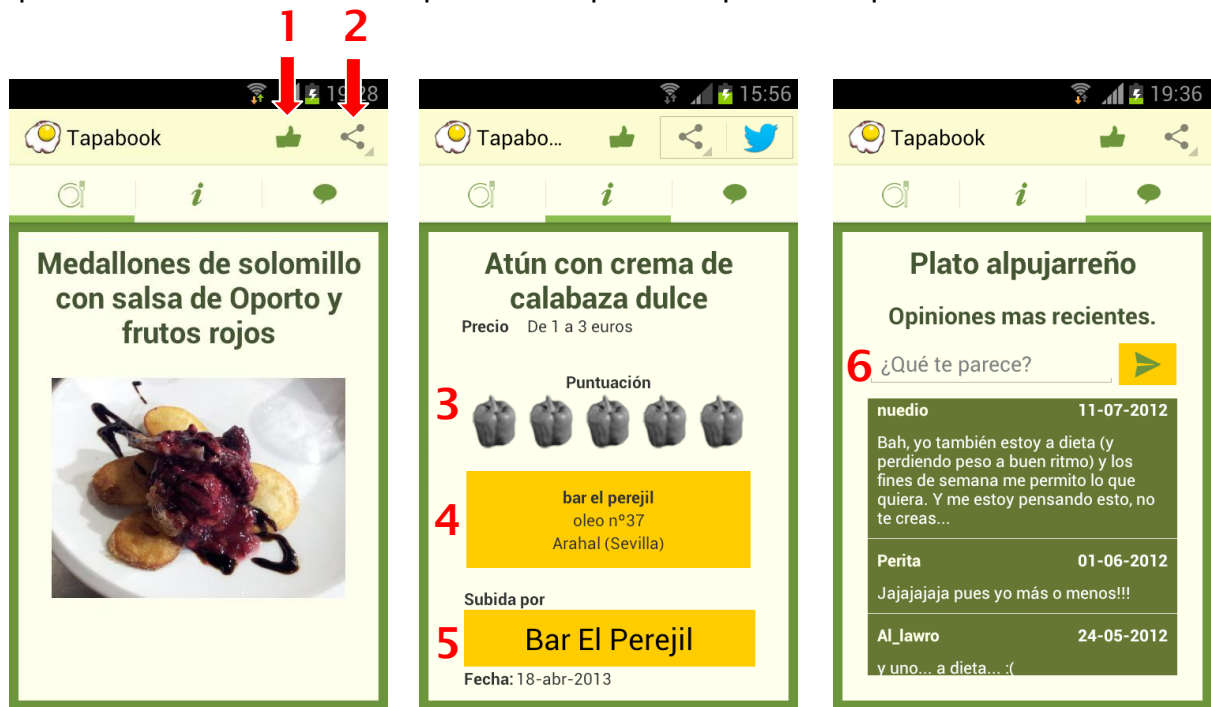 1 2
19:28
Tapabook
Medallones de solomillo
con salsa de Oporto y
frutos rojos
15:56
Tapabo...
i
Atún con crema de
calabaza dulce
Precio De 1 a 3 euros
Puntuación
3
4
bar el perejil
oleo nº37
Arahal (Sevilla)
Subida por
5
Bar El Perejil
Fecha: 18-abr-2013
19:36
Tapabook
i
Plato alpujarreño
Opiniones mas recientes.
6 ¿Qué te parece?
nuedio 11-07-2012
Bah, yo también estoy a dieta (y
perdiendo peso a buen ritmo) y los
fines de semana me permito lo que
quiera. Y me estoy pensando esto, no
te creas...
Perita 01-06-2012
Jajajajaja pues yo más o menos!!!
Al_lawro 24-05-2012
y uno... a dieta... :(